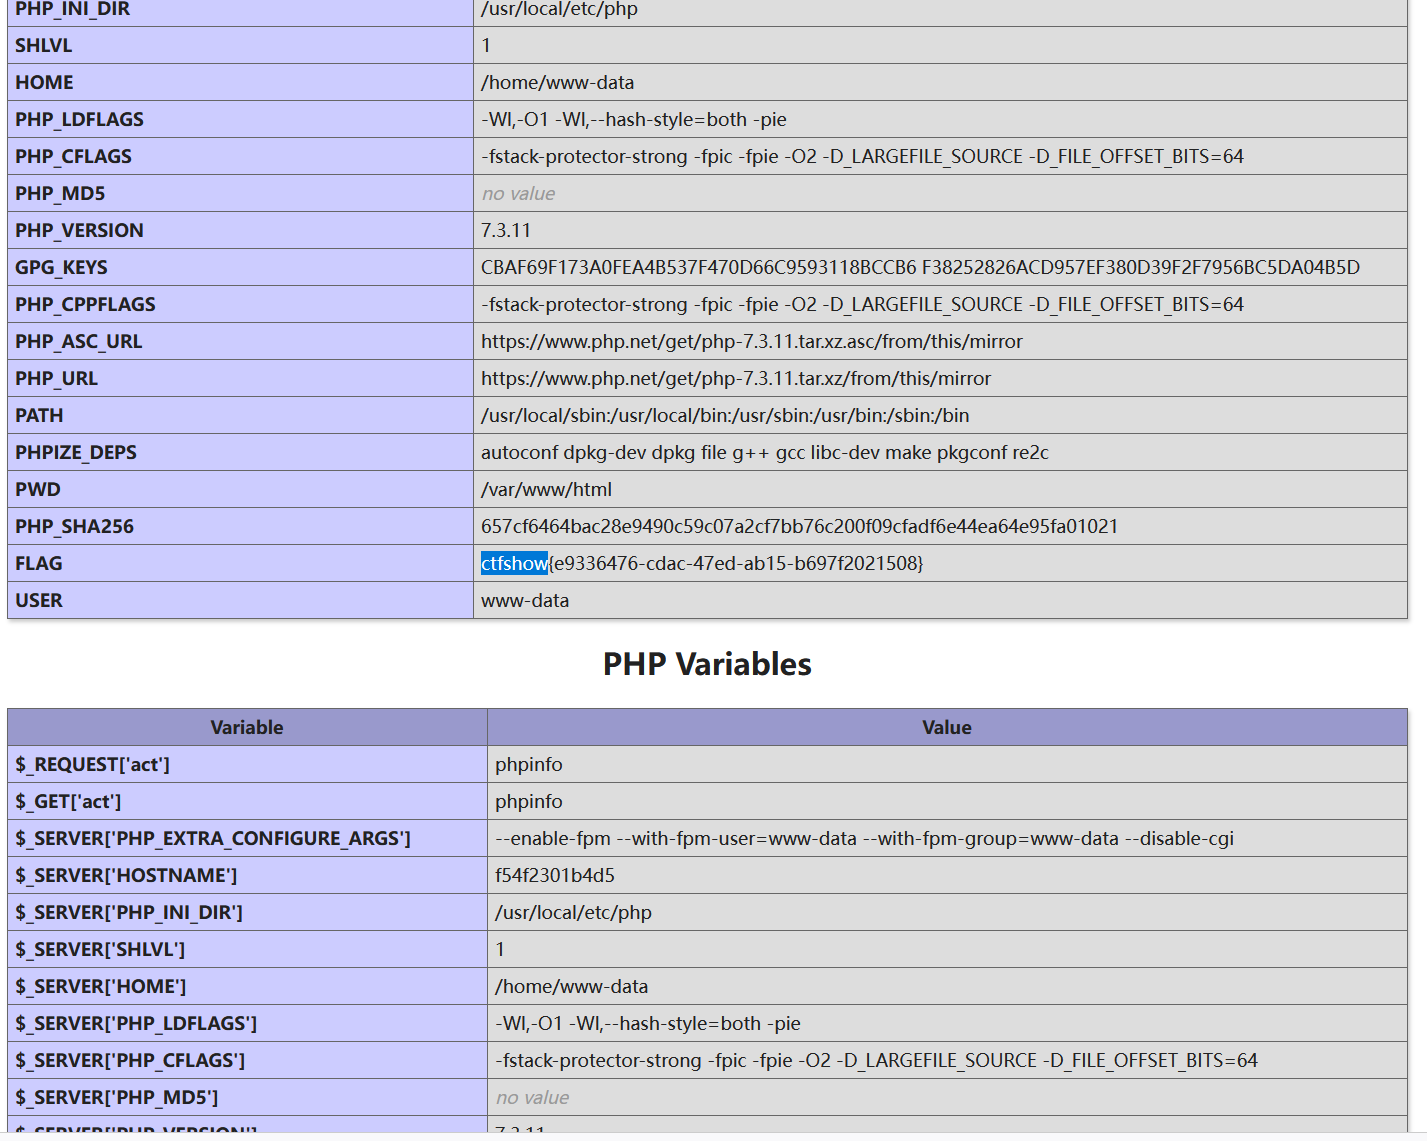 PHP_INI_DIR /usr/local/etc/php
SHLVL 1
HOME /home/www-data
PHP_LDFLAGS -Wl,-O1 -Wl,--hash-style=both -pie
PHP_CFLAGS -fstack-protector-strong -fpic -fpie -O2 -D_LARGEFILE_SOURCE -D_FILE_OFFSET_BITS=64
PHP_MD5 no value
PHP_VERSION 7.3.11
GPG_KEYS CBAF69F173A0FEA4B537F470D66C9593118BCCB6 F38252826ACD957EF380D39F2F7956BC5DA04B5D
PHP_CPPFLAGS -fstack-protector-strong -fpic -fpie -O2 -D_LARGEFILE_SOURCE -D_FILE_OFFSET_BITS=64
PHP_ASC_URL https://www.php.net/get/php-7.3.11.tar.xz.asc/from/this/mirror
PHP_URL https://www.php.net/get/php-7.3.11.tar.xz/from/this/mirror
PATH /usr/local/sbin:/usr/local/bin:/usr/sbin:/usr/bin:/sbin:/bin
PHPIZE_DEPS autoconf dpkg-dev dpkg file g++ gcc libc-dev make pkgconf re2c
PWD /var/www/html
PHP_SHA256 657cf6464bac28e9490c59c07a2cf7bb76c200f09cfadf6e44ea64e95fa01021
FLAG ctfshow{e9336476-cdac-47ed-ab15-b697f2021508}
USER www-data
PHP Variables
Variable Value
$_REQUEST['act'] phpinfo
$_GET['act'] phpinfo
$_SERVER['PHP_EXTRA_CONFIGURE_ARGS'] --enable-fpm --with-fpm-user=www-data --with-fpm-group=www-data --disable-cgi
$_SERVER['HOSTNAME'] f54f2301b4d5
$_SERVER['PHP_INI_DIR'] /usr/local/etc/php
$_SERVER['SHLVL'] 1
$_SERVER['HOME'] /home/www-data
$_SERVER['PHP_LDFLAGS'] -Wl,-O1 -Wl,--hash-style=both -pie
$_SERVER['PHP_CFLAGS'] -fstack-protector-strong -fpic -fpie -O2 -D_LARGEFILE_SOURCE -D_FILE_OFFSET_BITS=64
$_SERVER['PHP_MD5'] no value
$_SERVER['PHP_VERSION'] 7.3.11